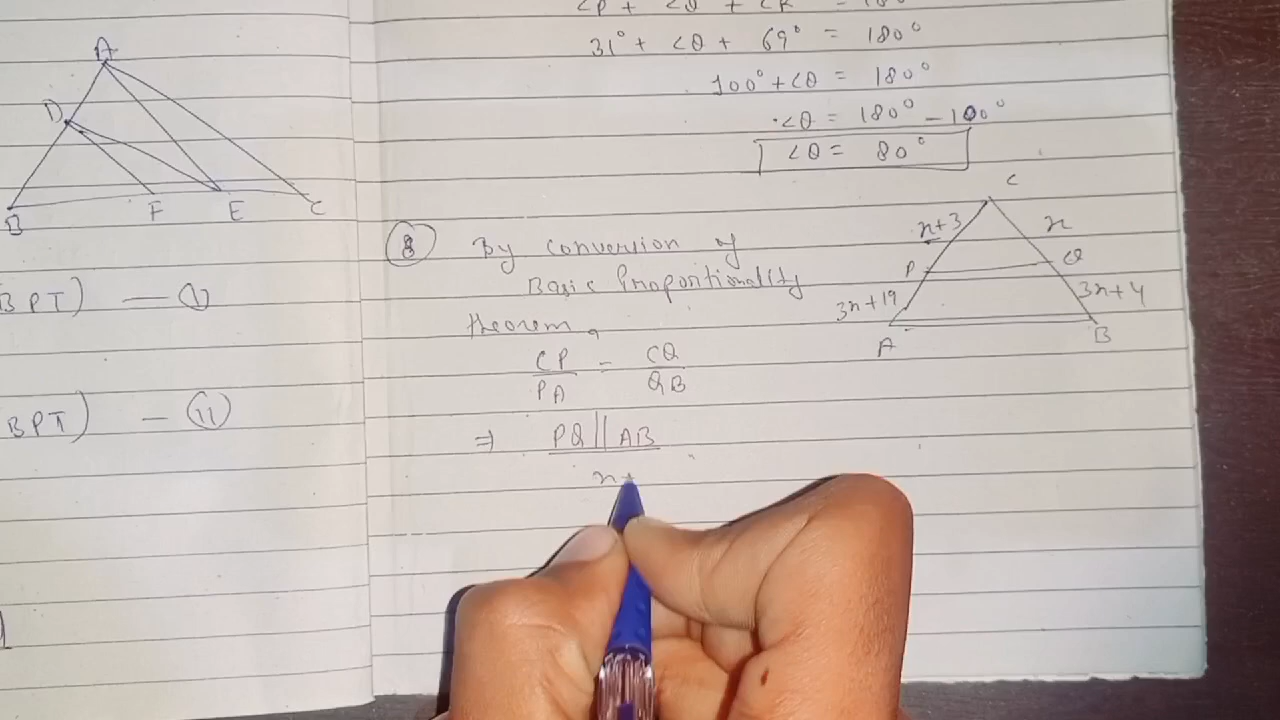 A
D
B F E C
BPT) — (i)
BPT) — (ii)
31° + ∠Q + 69° = 180°
100° + ∠Q = 180°
∠Q = 180° - 100°
∠Q = 80°
C
x+3 x
P Q
3x+19 3x+4
A B
(8) By Conversion of
Basic Proportionality
theorem,
CP/PA = CQ/QB
⇒ PQ || AB
x+